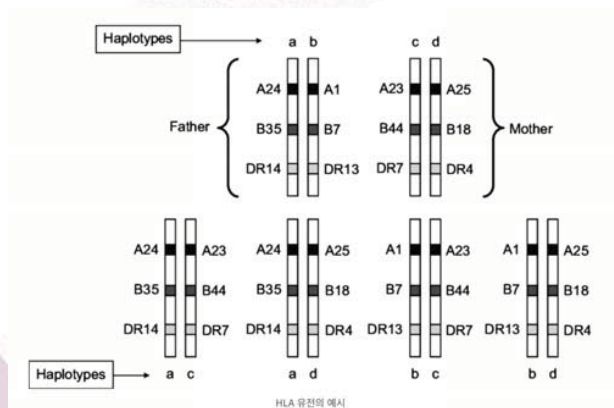 Haplotypes
a b
c d
A24 A1
A23 A25
Father
B35 B7
B44 B18
Mother
DR14 DR13
DR7 DR4
A24 A23
A24 A25
A1 A23
A1 A25
B35 B44
B35 B18
B7 B44
B7 B18
DR14 DR7
DR14 DR4
DR13 DR7
DR13 DR4
Haplotypes
a c
a d
b c
b d
HLA 유전의 예시